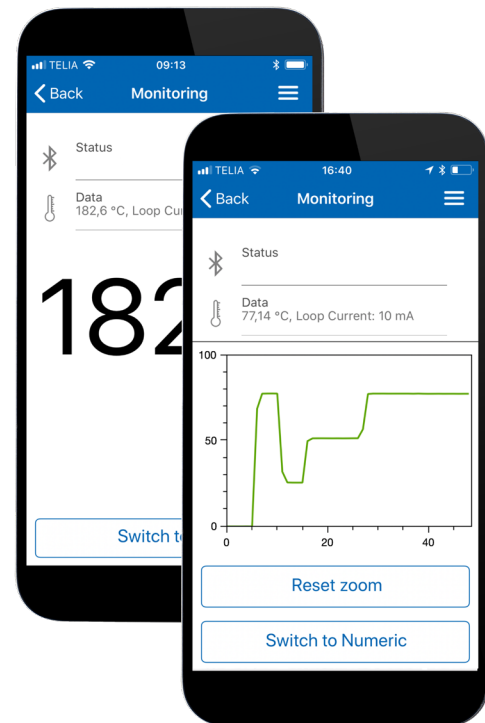 TELIA 09:13
Back Monitoring
Status
Data
182,6 °C, Loop
182
Switch
TELIA 16:40
Back Monitoring
Status
Data
77,14 °C, Loop Current: 10 mA
100
50
0
0 20 40
Reset zoom
Switch to Numeric